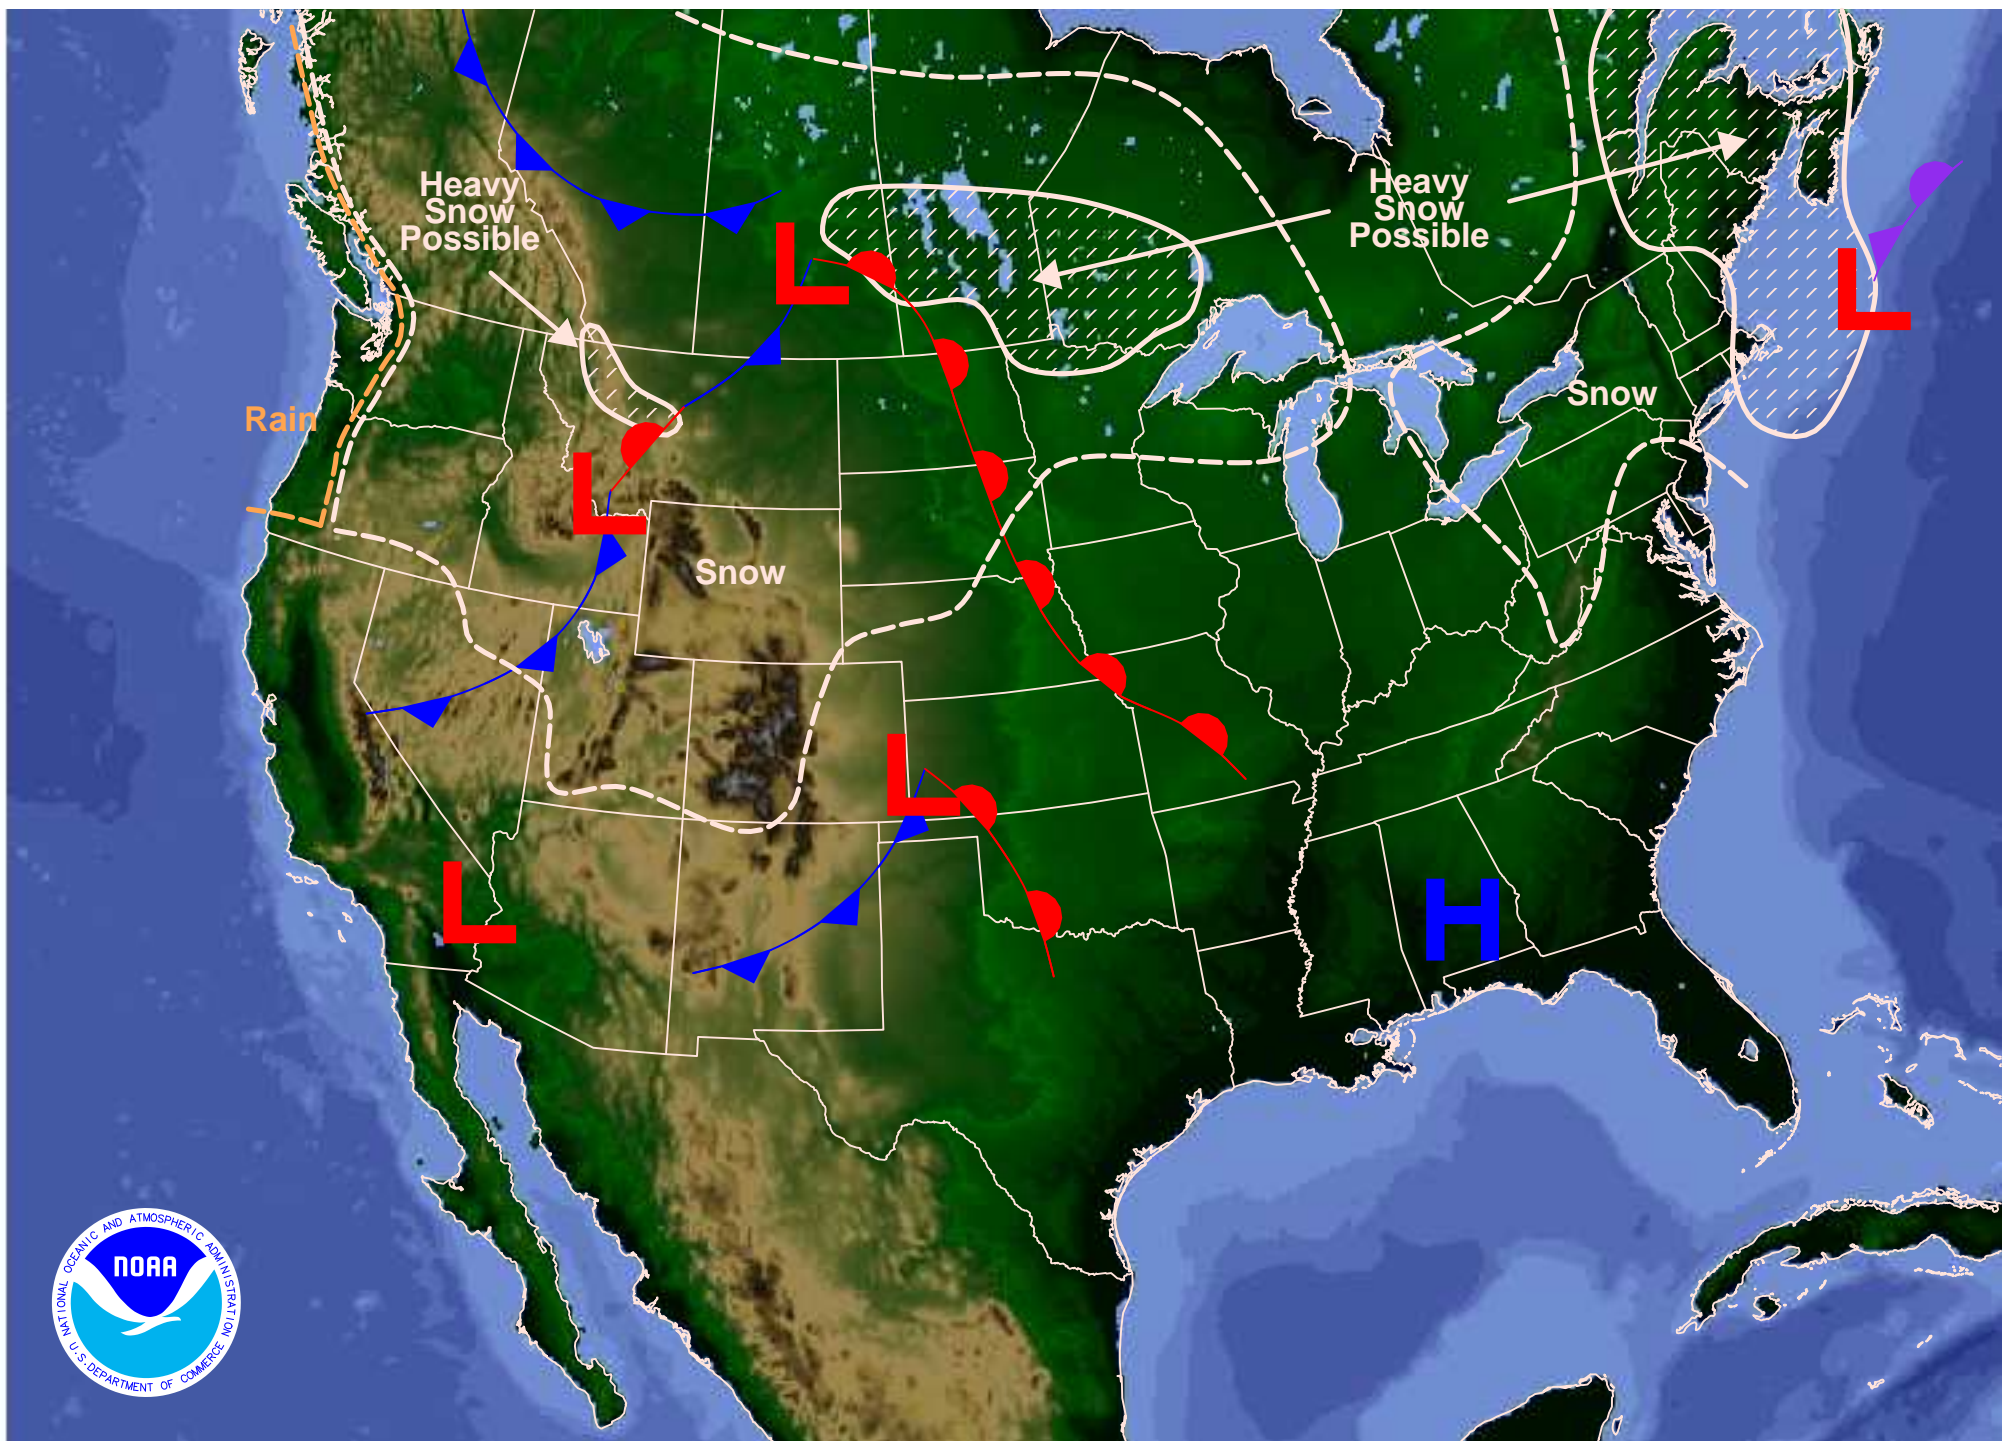 Heavy
Snow
Possible
Heavy
Snow
Possible
L
L
Snow
Rain
L
Snow
L
L
H
NATIONAL OCEANIC AND ATMOSPHERIC ADMINISTRATION
NOAA
U.S. DEPARTMENT OF COMMERCE